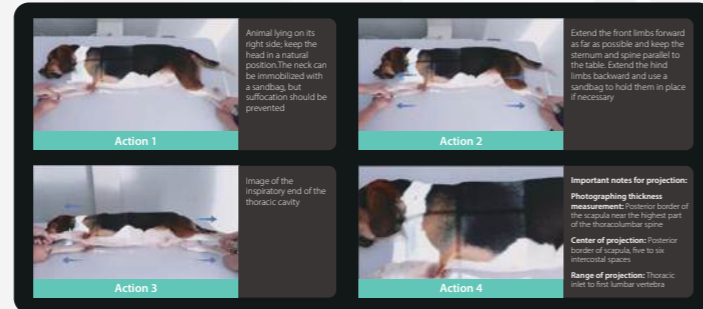 Animal lying on its
right side; keep the
head in a natural
position.The neck can
be immobilized with
a sandbag, but
suffocation should be
prevented
Action 1
Extend the front limbs forward
as far as possible and keep the
sternum and spine parallel to
the table. Extend the hind
limbs backward and use a
sandbag to hold them in place
if necessary
Action 2
Image of the
inspiratory end of the
thoracic cavity
Action 3
Important notes for projection:
Photographing thickness
measurement: Posterior border of
the scapula near the highest part
of the thoracolumbar spine
Center of projection: Posterior
border of scapula, five to six
intercostal spaces
Range of projection: Thoracic
inlet to first lumbar vertebra
Action 4